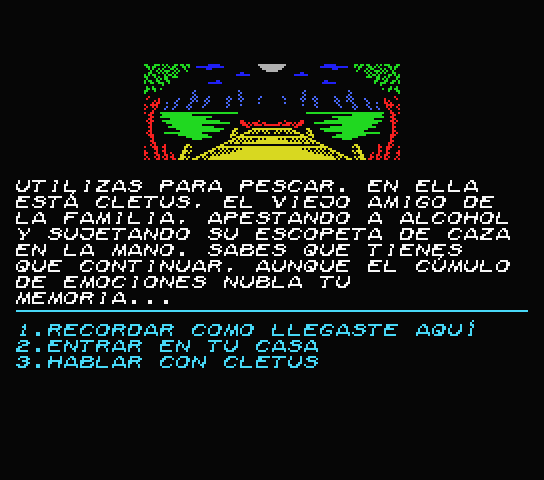 UTILIZAS PARA PESCAR. EN ELLA
ESTÁ CLETUS, EL VIEJO AMIGO DE
LA FAMILIA, APESTANDO A ALCOHOL
Y SUJETANDO SU ESCOPETA DE CAZA
EN LA MANO. SABES QUE TIENES
QUE CONTINUAR, AUNQUE EL CÚMULO
DE EMOCIONES NUBLA TU
MEMORIA...
1.RECORDAR COMO LLEGASTE AQUÍ
2.ENTRAR EN TU CASA
3.HABLAR CON CLETUS